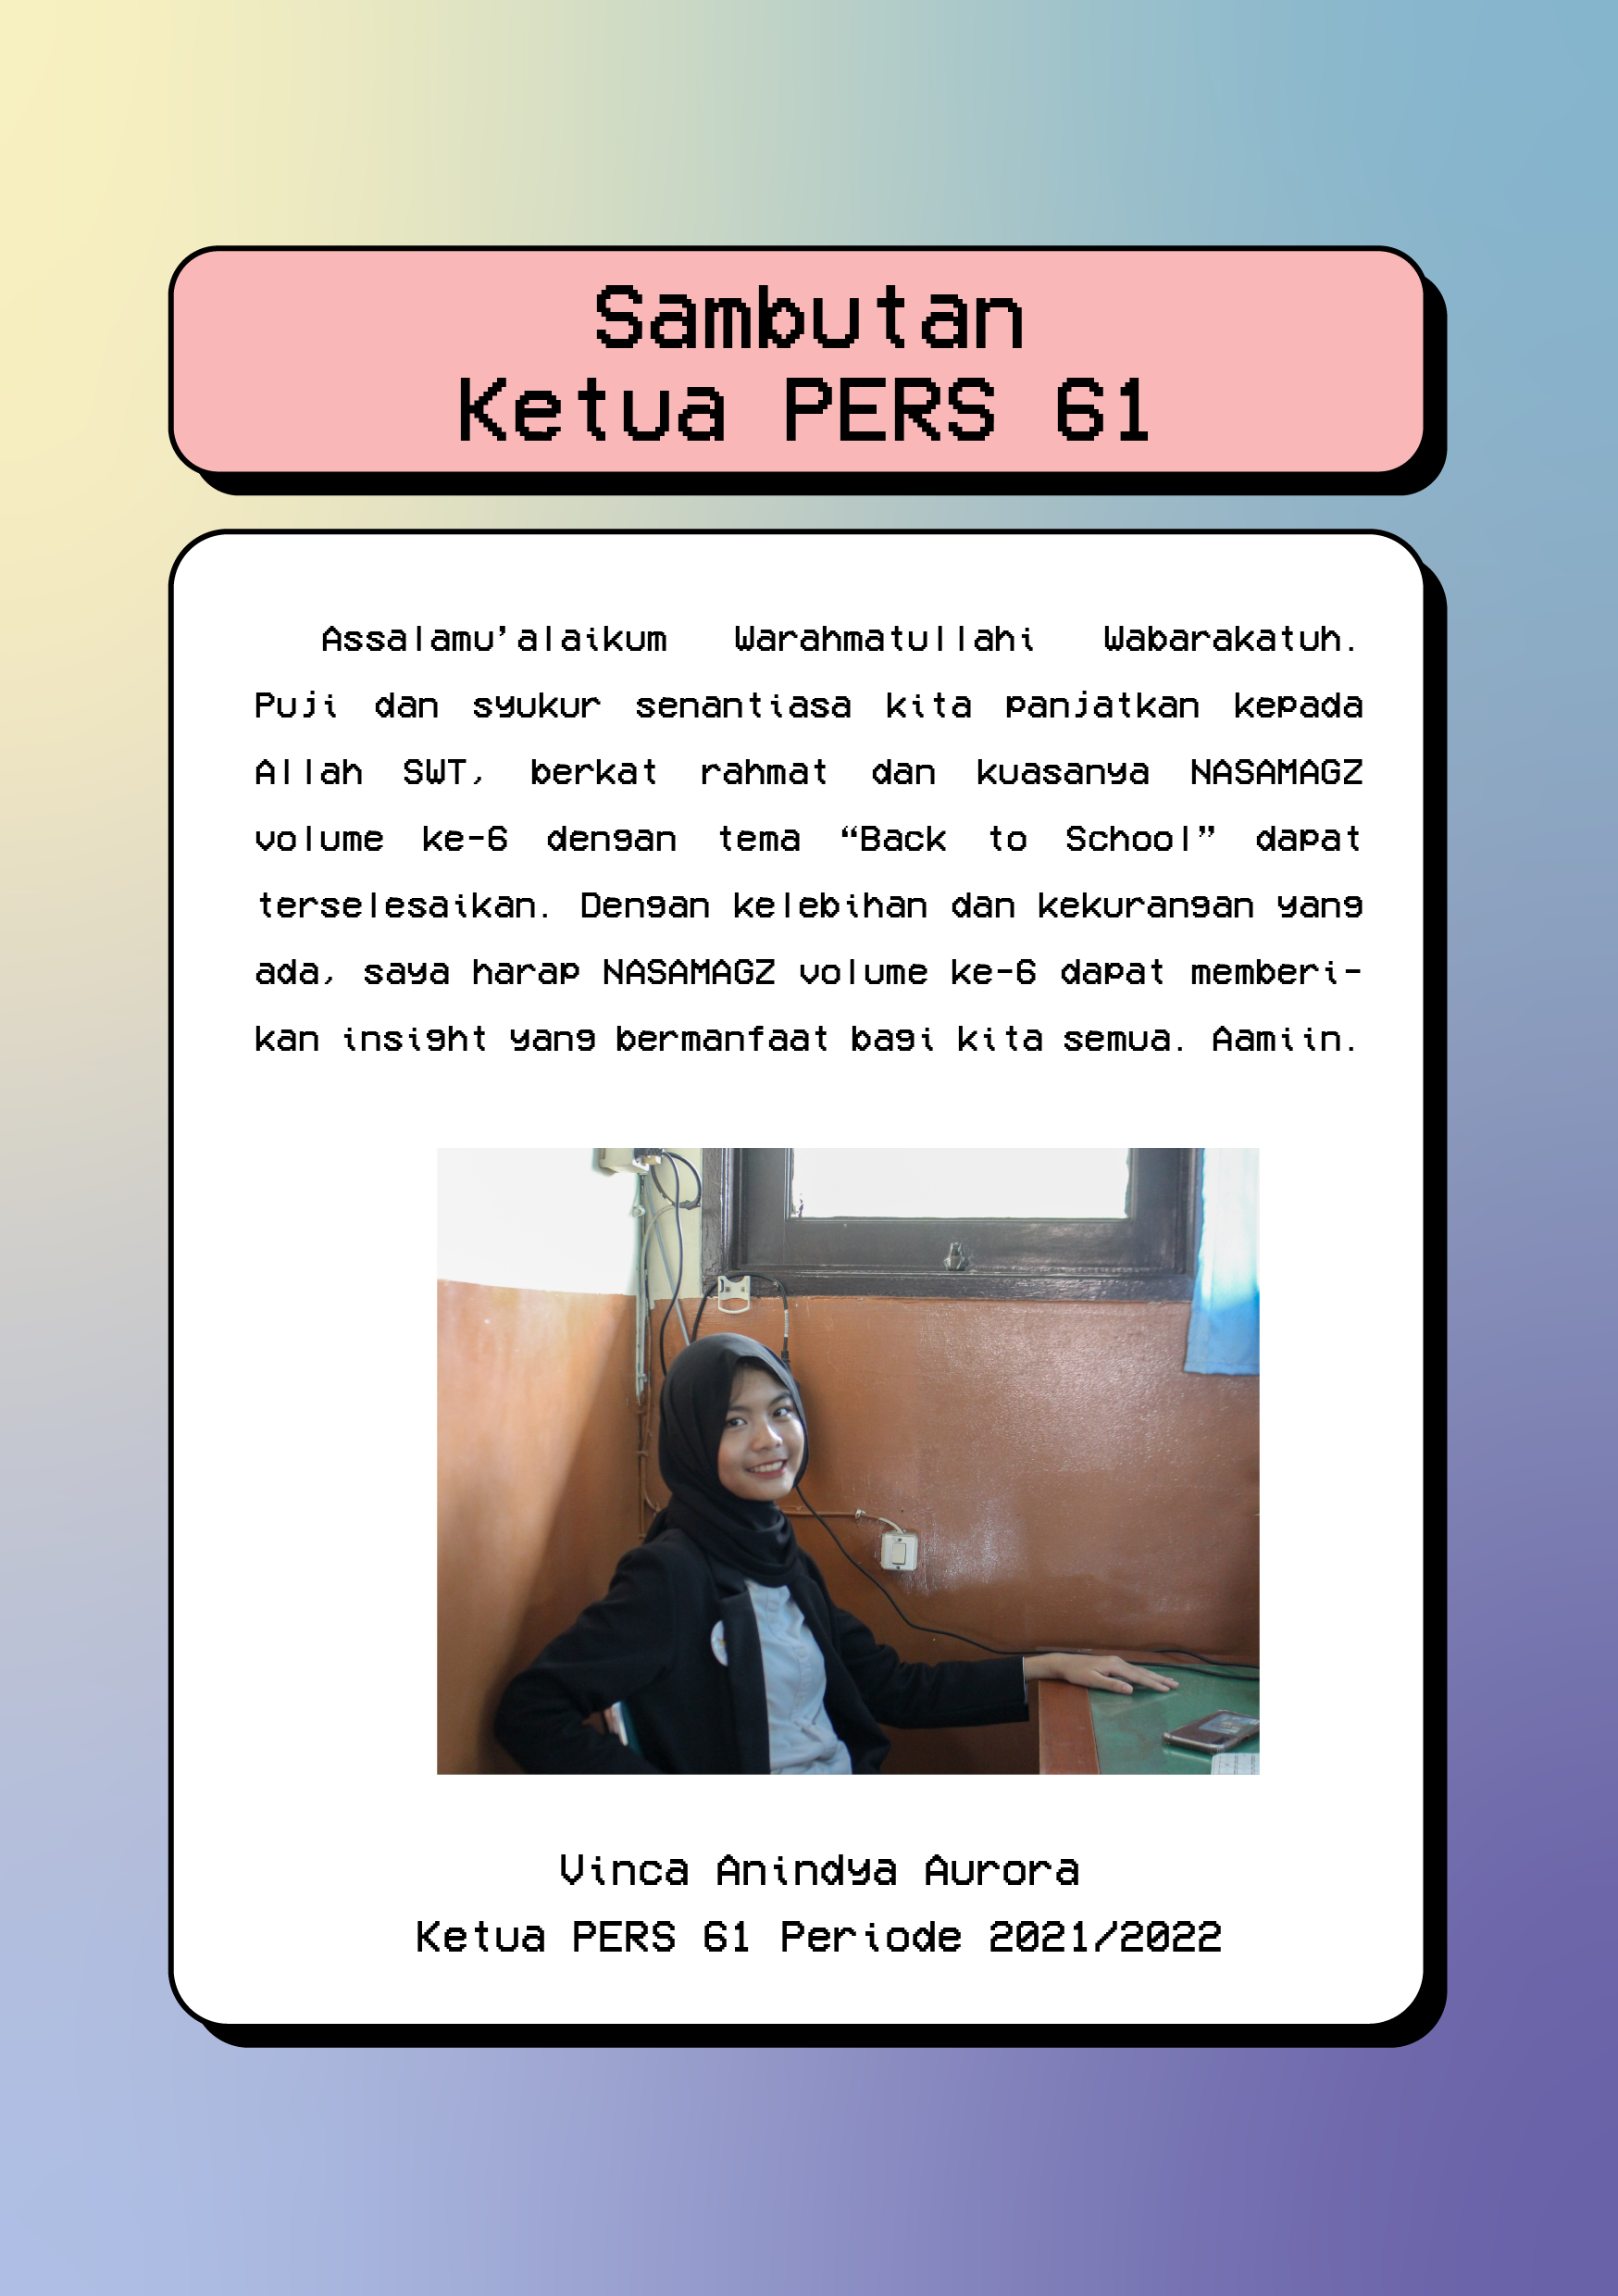 Sambutan
Ketua PERS 61
Assalamu’alaikum Warahmatullahi Wabarakatuh.
Puji dan syukur senantiasa kita panjatkan kepada
Allah SWT, berkat rahmat dan kuasanya NASAMAGZ
volume ke-6 dengan tema “Back to School” dapat
terselesaikan. Dengan kelebihan dan kekurangan yang
ada, saya harap NASAMAGZ volume ke-6 dapat memberi-
kan insight yang bermanfaat bagi kita semua. Aamiin.
Vinca Anindya Aurora
Ketua PERS 61 Periode 2021/2022